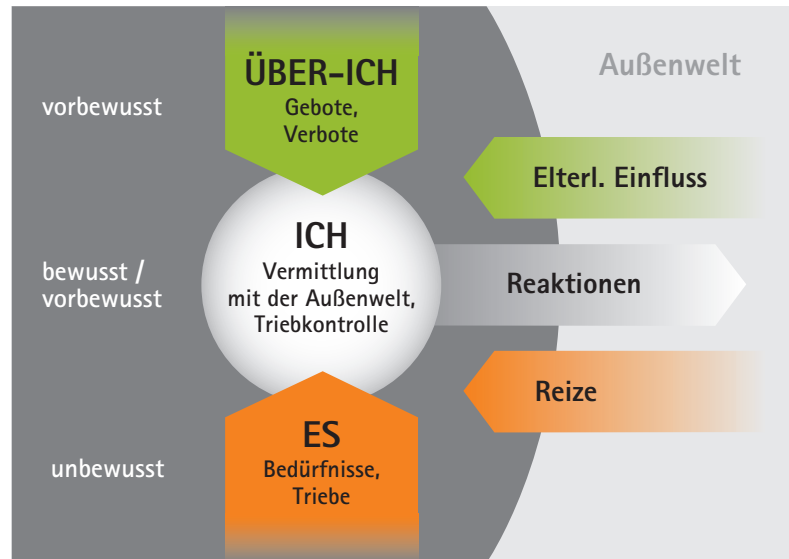 ÜBER-ICH
Gebote,
Verbote
Außenwelt
vorbewusst
Elterl. Einfluss
ICH
Vermittlung
mit der Außenwelt,
Triebkontrolle
bewusst /
vorbewusst
Reaktionen
Reize
ES
Bedürfnisse,
Triebe
unbewusst